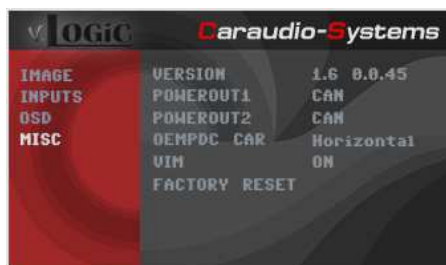 v LOGiC Caraudio-Systems
IMAGE VERSION 1.6 0.0.45
INPUTS POWEROUT1 CAN
OSD POWEROUT2 CAN
MISC OEMPDC CAR Horizontal
VIM ON
FACTORY RESET